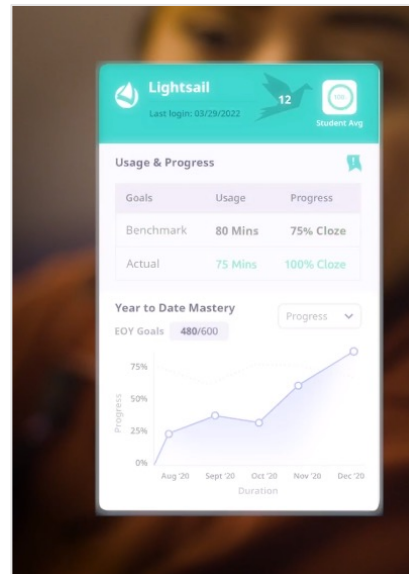 Lightsail
12
Last login: 03/29/2022
Student Avg
Usage & Progress
Goals Usage Progress
Benchmark 80 Mins 75% Cloze
Actual 75 Mins 100% Cloze
Year to Date Mastery
Progress
EOY Goals 480/600
75%
50%
25%
0%
Progress
Aug '20 Sept '20 Oct '20 Nov '20 Dec '20
Duration